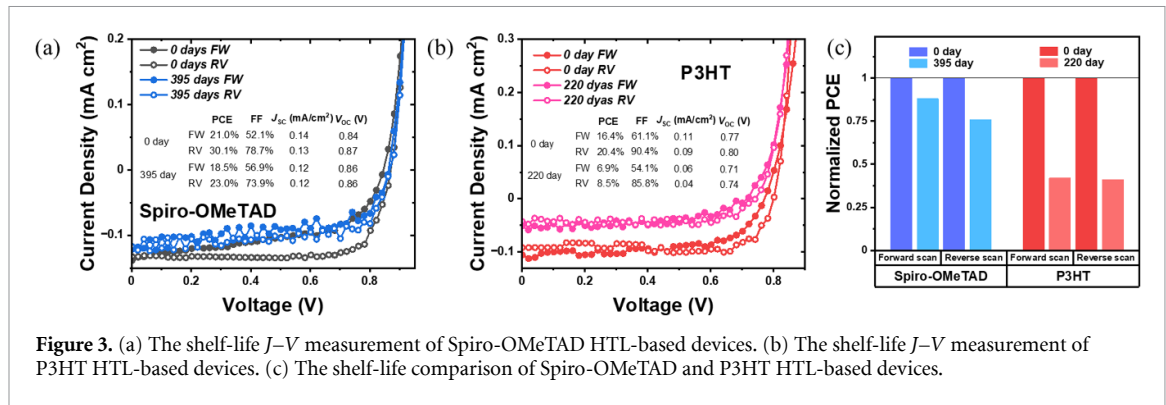 (a)
0.2
0.1
0
−0.1
Current Density (mA cm²)
0 days FW
0 days RV
395 days FW
395 days RV
PCE FF JSC (mA/cm²) VOC (V)
0 day
FW 21.0% 52.1% 0.14 0.84
RV 30.1% 78.7% 0.13 0.87
395 day
FW 18.5% 56.9% 0.12 0.86
RV 23.0% 73.9% 0.12 0.86
Spiro-OMeTAD
0 0.2 0.4 0.6 0.8
Voltage (V)
(b)
0.3
0.2
0.1
0
−0.1
Current Density (mA cm²)
0 day FW
0 day RV
220 dyas FW
220 dyas RV
P3HT
PCE FF JSC (mA/cm²) VOC (V)
0 day
FW 16.4% 61.1% 0.11 0.77
RV 20.4% 90.4% 0.09 0.80
220 day
FW 6.9% 54.1% 0.06 0.71
RV 8.5% 85.8% 0.04 0.74
0 0.2 0.4 0.6 0.8
Voltage (V)
(c)
0 day
395 day
0 day
220 day
1
0.75
0.5
0.25
0
Normalized PCE
Forward scan Reverse scan Forward scan Reverse scan
Spiro-OMeTAD P3HT
Figure 3. (a) The shelf-life J–V measurement of Spiro-OMeTAD HTL-based devices. (b) The shelf-life J–V measurement of
P3HT HTL-based devices. (c) The shelf-life comparison of Spiro-OMeTAD and P3HT HTL-based devices.